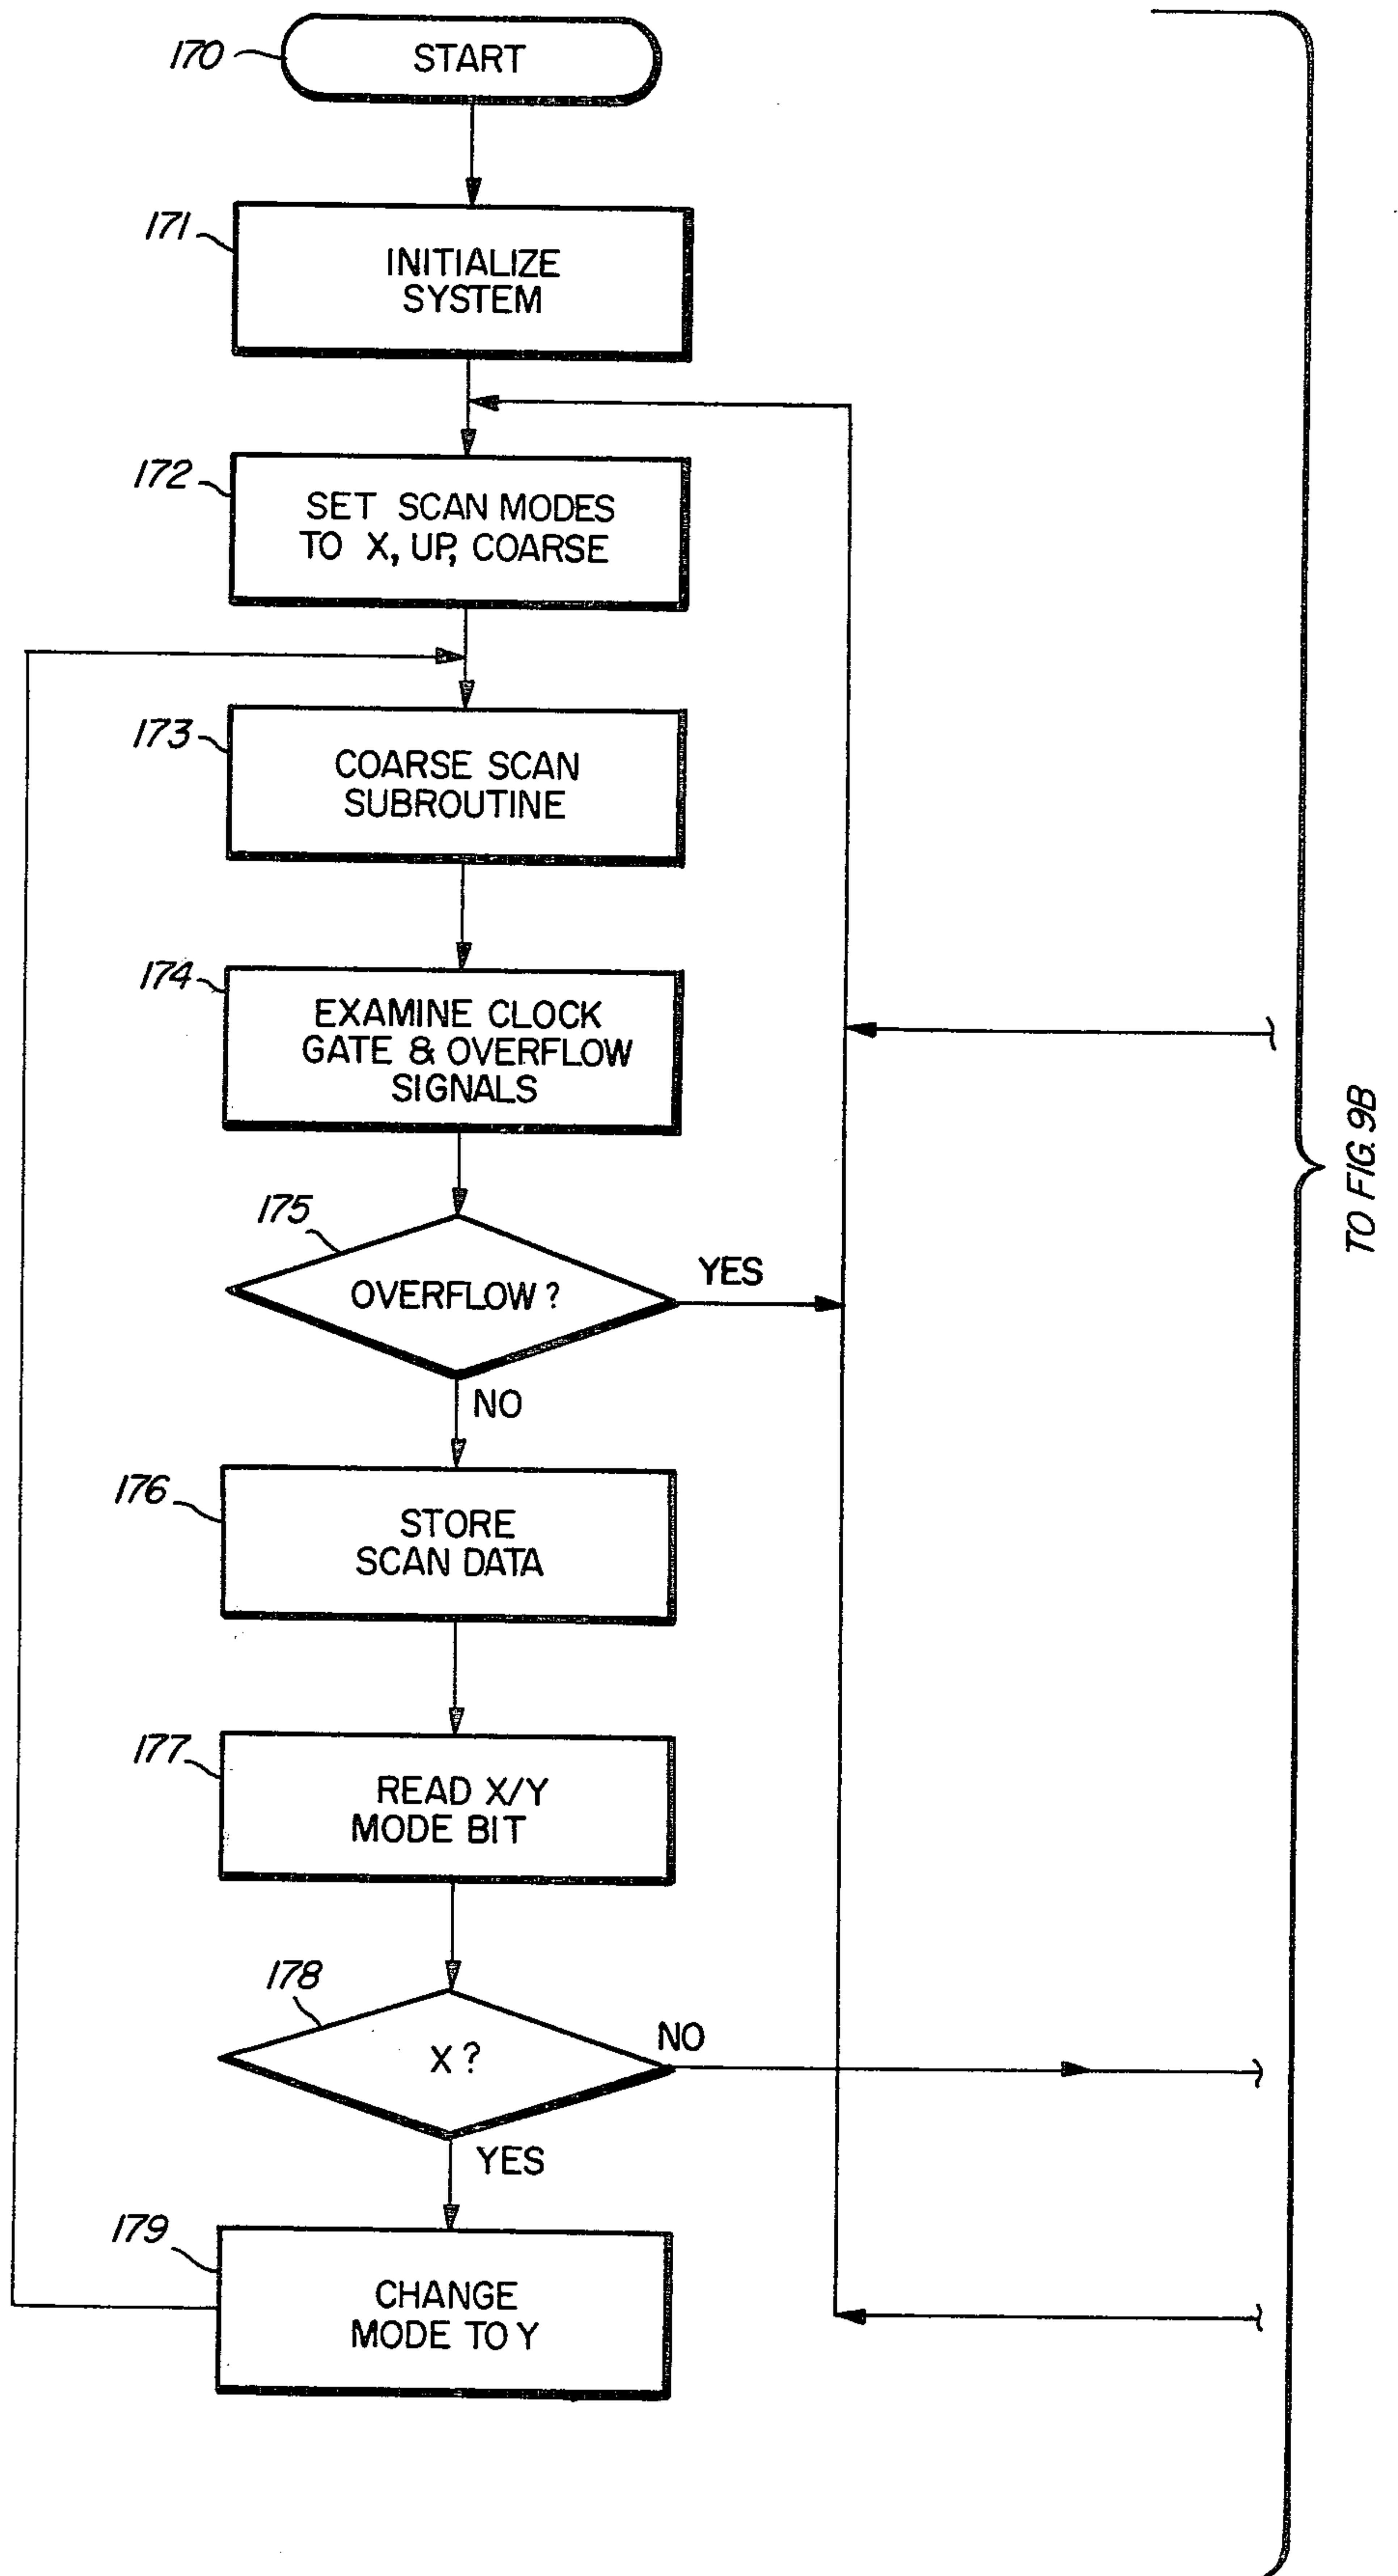 170
START
171
INITIALIZE
SYSTEM
172
SET SCAN MODES
TO X, UP, COARSE
173
COARSE SCAN
SUBROUTINE
174
EXAMINE CLOCK
GATE & OVERFLOW
SIGNALS
175
OVERFLOW ?
YES
NO
176
STORE
SCAN DATA
177
READ X/Y
MODE BIT
178
X ?
NO
YES
179
CHANGE
MODE TO Y
TO FIG. 9B